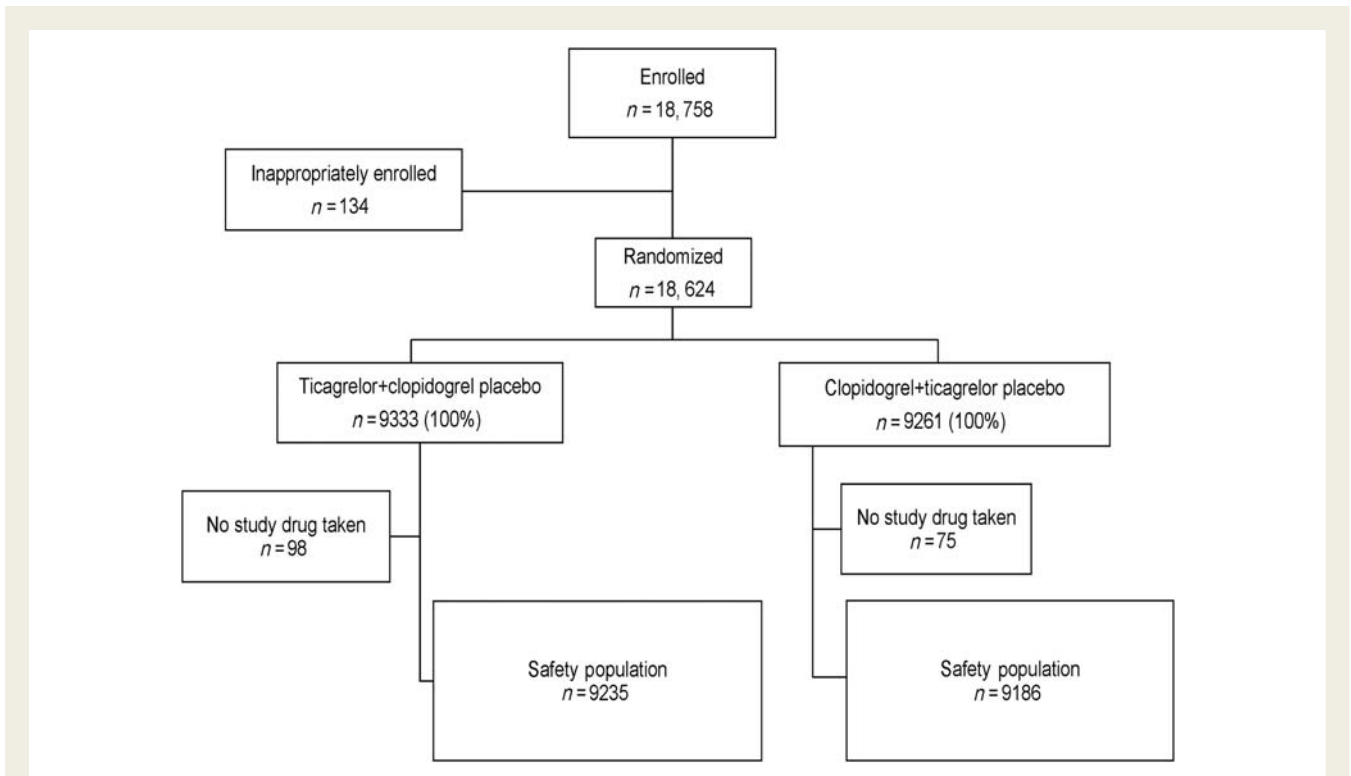 Enrolled
n = 18, 758
Inappropriately enrolled
n = 134
Randomized
n = 18, 624
Ticagrelor+clopidogrel placebo
n = 9333 (100%)
Clopidogrel+ticagrelor placebo
n = 9261 (100%)
No study drug taken
n = 98
No study drug taken
n = 75
Safety population
n = 9235
Safety population
n = 9186